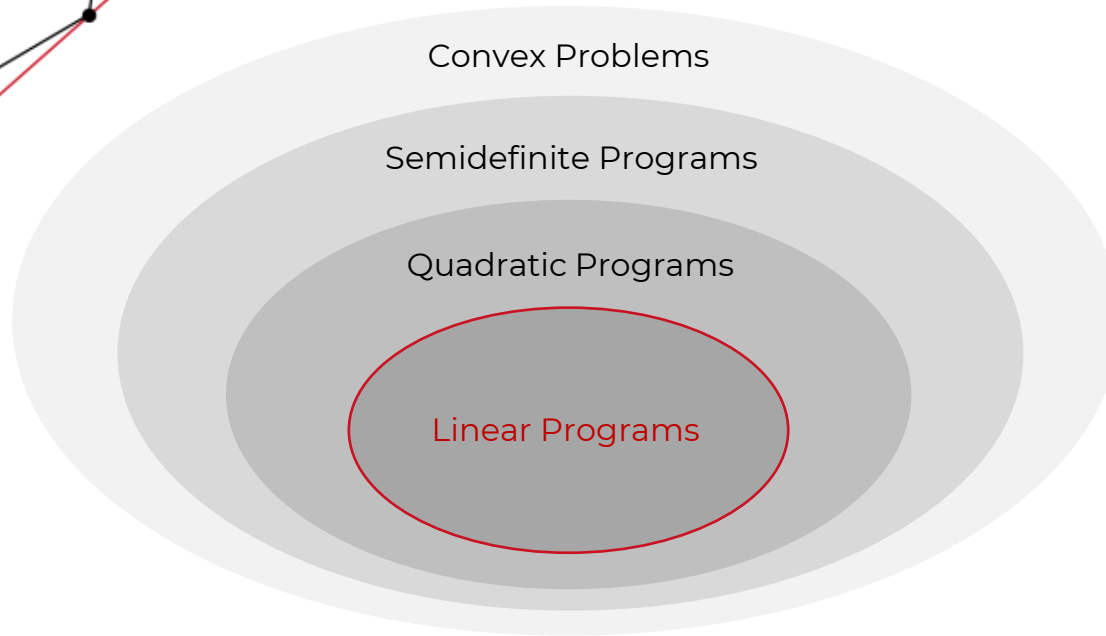 Convex Problems
Semidefinite Programs
Quadratic Programs
Linear Programs